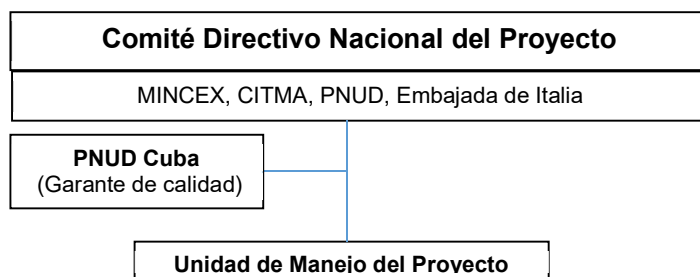 Comité Directivo Nacional del Proyecto
MINCEX, CITMA, PNUD, Embajada de Italia
PNUD Cuba
(Garante de calidad)
Unidad de Manejo del Proyecto